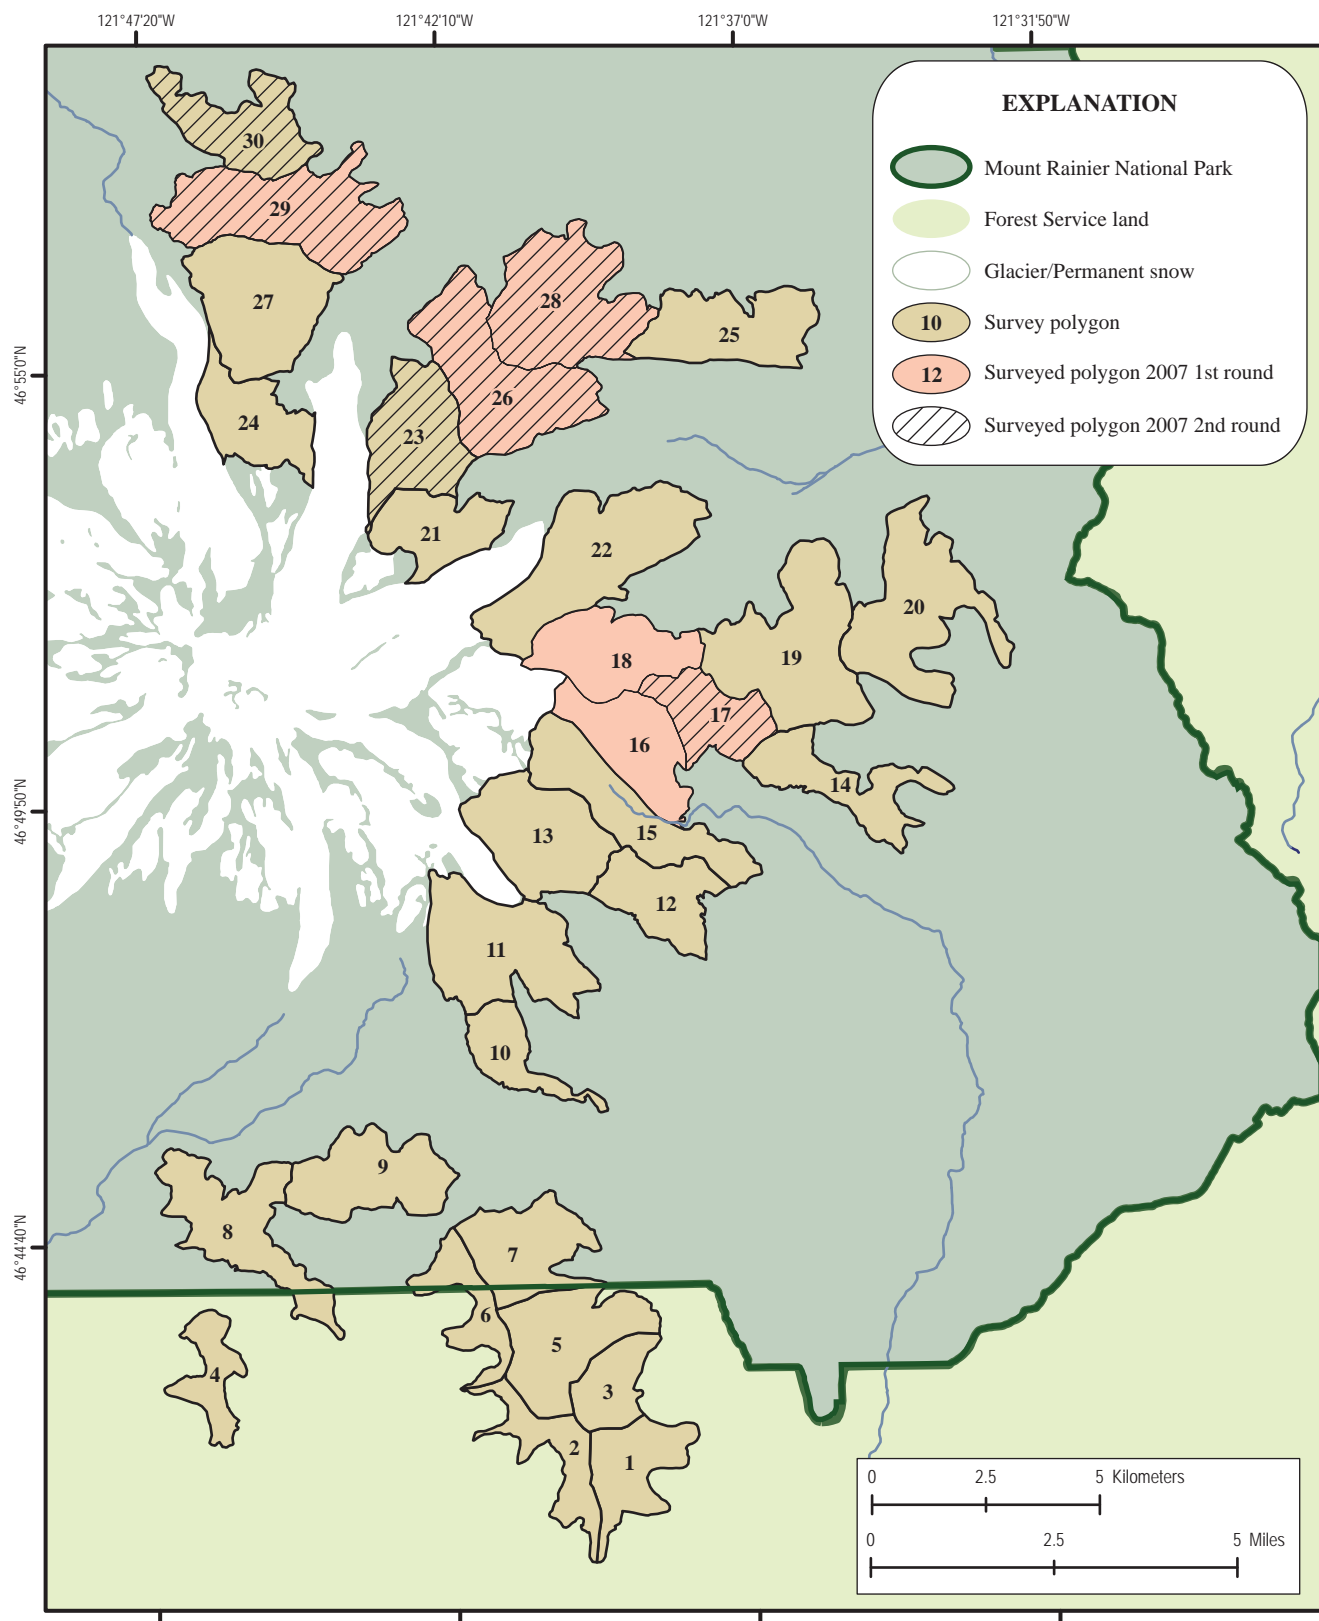 121°47'20"W
121°42'10"W
121°37'0"W
121°31'50"W
EXPLANATION
Mount Rainier National Park
Forest Service land
Glacier/Permanent snow
10 Survey polygon
12 Surveyed polygon 2007 1st round
Surveyed polygon 2007 2nd round
46°55'0"N
46°49'50"N
46°44'40"N
30
29
27
28
25
26
24
23
21
22
20
19
18
17
16
14
15
13
12
11
10
9
8
7
6
5
4
3
2
1
0 2.5 5 Kilometers
0 2.5 5 Miles